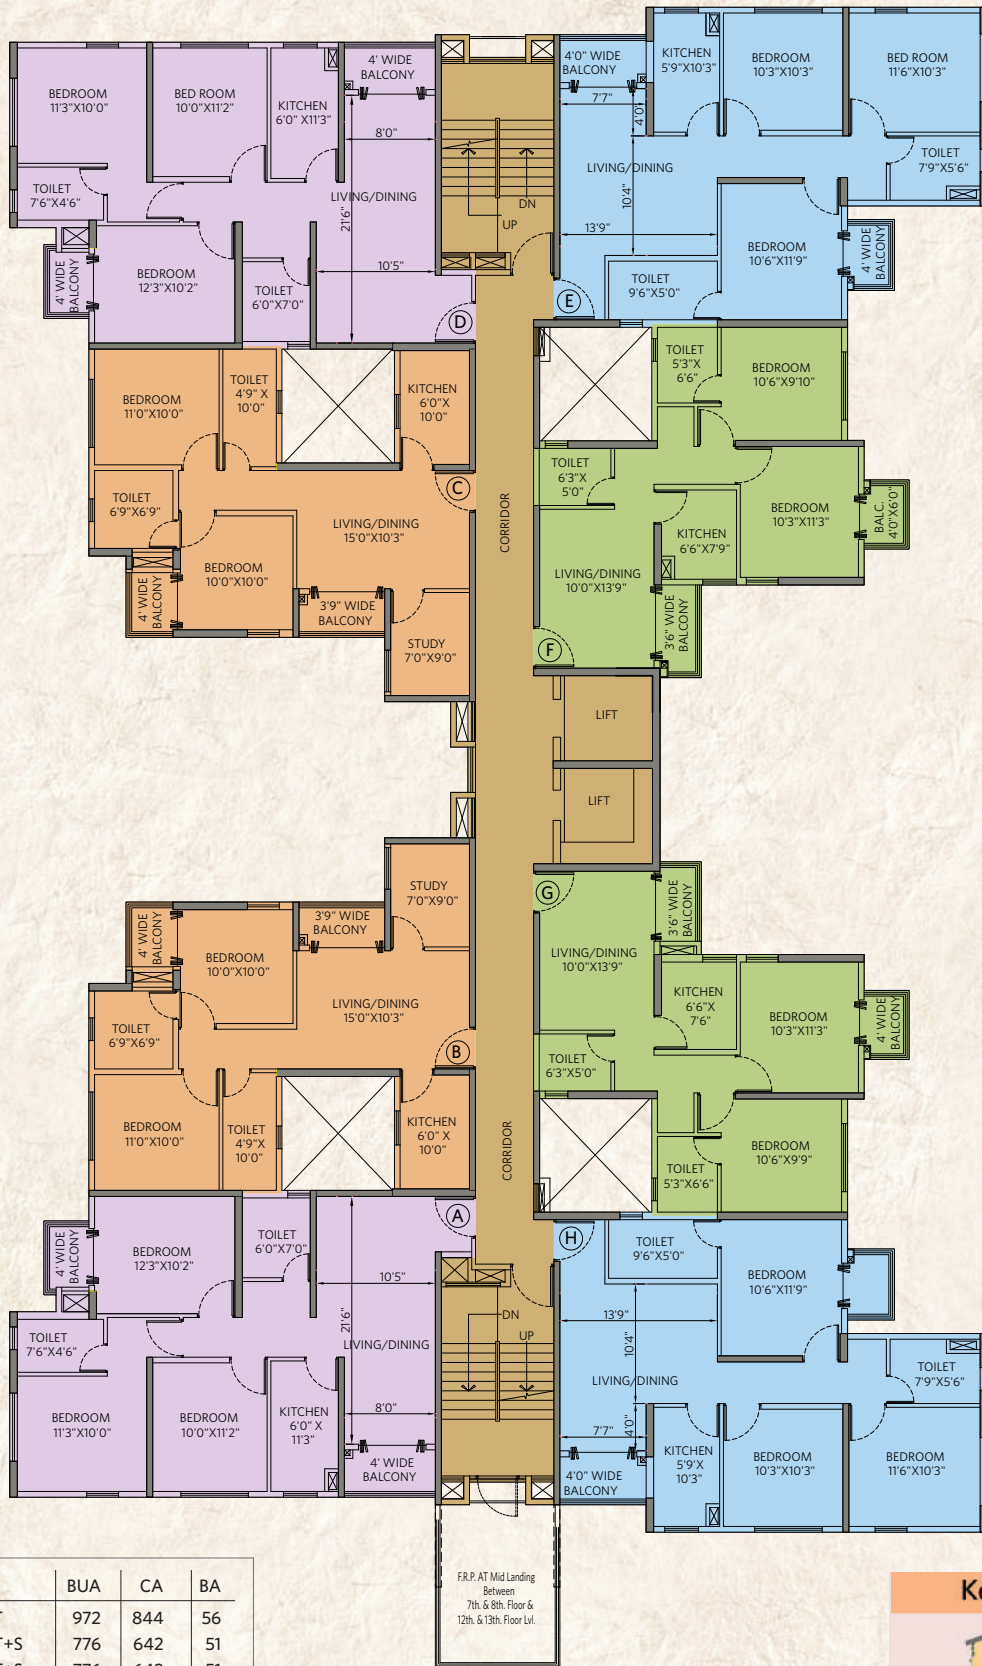 BEDROOM
11'3"X10'0"
BED ROOM
10'0"X11'2"
KITCHEN
6'0" X11'3"
4' WIDE
BALCONY
8'0"
TOILET
7'6"X4'6"
LIVING/DINING
21'6"
10'5"
4' WIDE
BALCONY
BEDROOM
12'3"X10'2"
TOILET
6'0"X7'0"
D
DN
UP
4'0" WIDE
BALCONY
7'7"
4'0"
KITCHEN
5'9"X10'3"
BEDROOM
10'3"X10'3"
BED ROOM
11'6"X10'3"
LIVING/DINING
10'4"
13'9"
TOILET
7'9"X5'6"
BEDROOM
10'6"X11'9"
4' WIDE
BALCONY
TOILET
9'6"X5'0"
E
BEDROOM
11'0"X10'0"
TOILET
4'9" X
10'0"
KITCHEN
6'0"X
10'0"
C
TOILET
6'9"X6'9"
LIVING/DINING
15'0"X10'3"
BEDROOM
10'0"X10'0"
4' WIDE
BALCONY
3'9" WIDE
BALCONY
STUDY
7'0"X9'0"
CORRIDOR
TOILET
5'3"X
6'6"
BEDROOM
10'6"X9'10"
TOILET
6'3"X
5'0"
BEDROOM
10'3"X11'3"
BALC.
4'0"X6'0"
KITCHEN
6'6"X7'9"
LIVING/DINING
10'0"X13'9"
3'6" WIDE
BALCONY
F
LIFT
LIFT
STUDY
7'0"X9'0"
3'9" WIDE
BALCONY
4' WIDE
BALCONY
BEDROOM
10'0"X10'0"
LIVING/DINING
15'0"X10'3"
TOILET
6'9"X6'9"
B
BEDROOM
11'0"X10'0"
TOILET
4'9"X
10'0"
KITCHEN
6'0" X
10'0"
CORRIDOR
G
3'6" WIDE
BALCONY
LIVING/DINING
10'0"X13'9"
KITCHEN
6'6"X
7'6"
BEDROOM
10'3"X11'3"
4' WIDE
BALCONY
TOILET
6'3"X5'0"
BEDROOM
10'6"X9'9"
TOILET
5'3"X6'6"
A
4' WIDE
BALCONY
BEDROOM
12'3"X10'2"
TOILET
6'0"X7'0"
10'5"
21'6"
LIVING/DINING
TOILET
7'6"X4'6"
BEDROOM
11'3"X10'0"
BEDROOM
10'0"X11'2"
KITCHEN
6'0" X
11'3"
8'0"
4' WIDE
BALCONY
DN
UP
H
TOILET
9'6"X5'0"
BEDROOM
10'6"X11'9"
13'9"
10'4"
LIVING/DINING
TOILET
7'9"X5'6"
7'7"
4'0"
4'0" WIDE
BALCONY
KITCHEN
5'9"X
10'3"
BEDROOM
10'3"X10'3"
BEDROOM
11'6"X10'3"
F.R.P. AT Mid Landing
Between
7th. & 8th. Floor &
12th. & 13th. Floor Lvl.
BUA CA BA
T 972 844 56
T+S 776 642 51